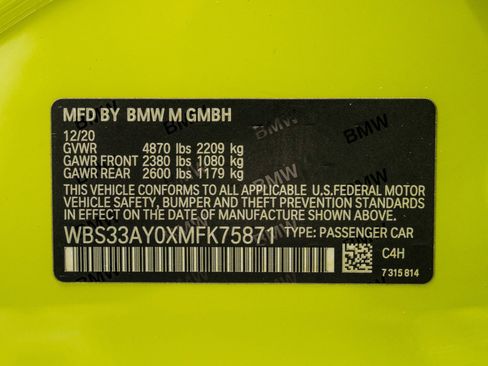 MFD BY BMW M GMBH
12/20
GVWR 4870 lbs 2209 kg
GAWR FRONT 2380 lbs 1080 kg
GAWR REAR 2600 lbs 1179 kg
THIS VEHICLE CONFORMS TO ALL APPLICABLE U.S.FEDERAL MOTOR
VEHICLE SAFETY, BUMPER AND THEFT PREVENTION STANDARDS
IN EFFECT ON THE DATE OF MANUFACTURE SHOWN ABOVE.
WBS33AY0XMFK75871 TYPE: PASSENGER CAR
C4H
7 315 814